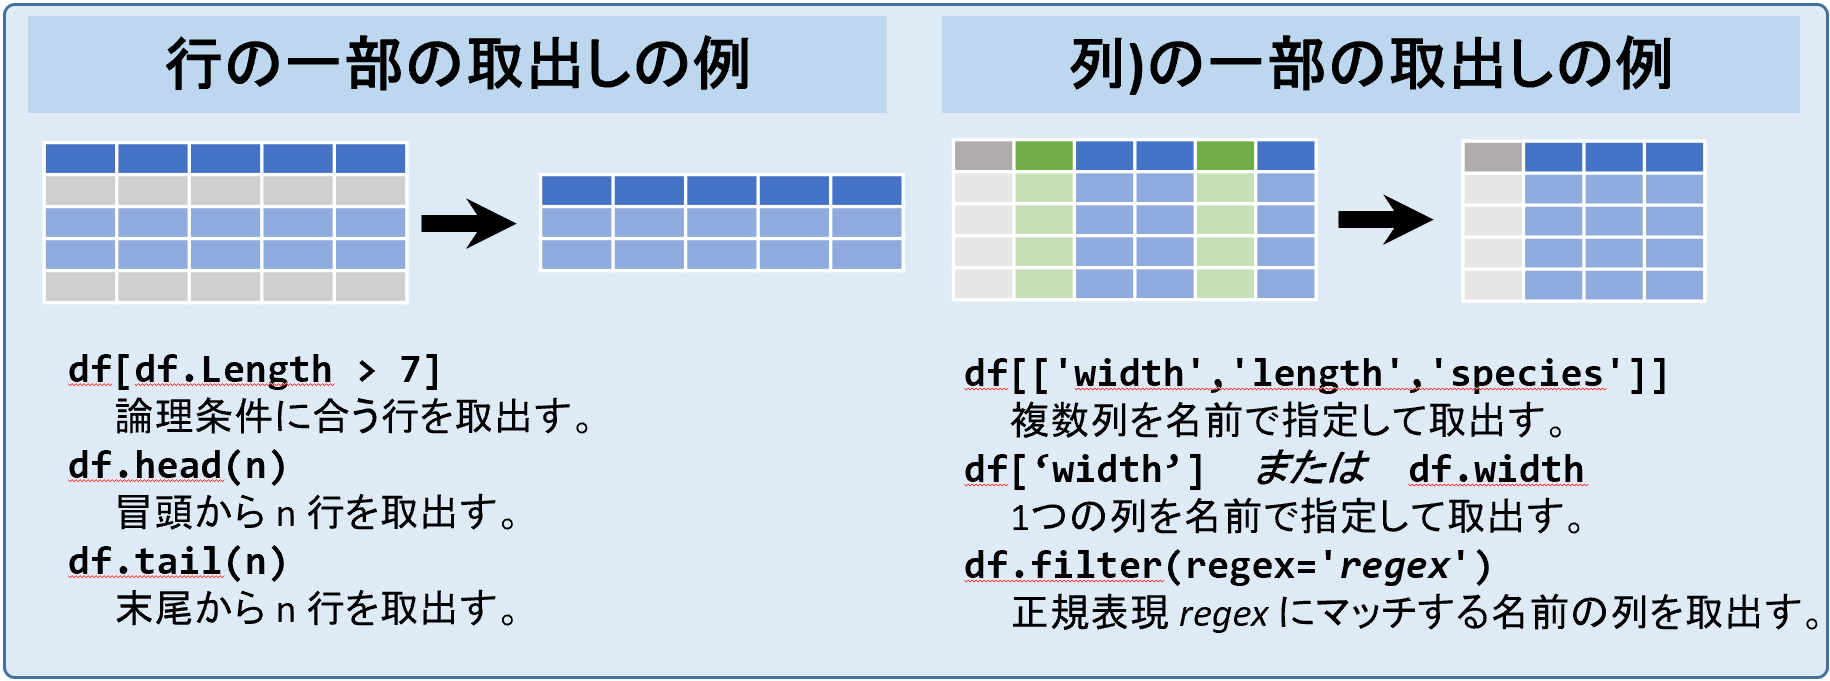 行の一部の取出しの例
df[df.Length > 7]
論理条件に合う行を取出す。
df.head(n)
冒頭から n 行を取出す。
df.tail(n)
末尾から n 行を取出す。
列)の一部の取出しの例
df[['width','length','species']]
複数列を名前で指定して取出す。
df[‘width’] または df.width
1つの列を名前で指定して取出す。
df.filter(regex='regex')
正規表現 regex にマッチする名前の列を取出す。